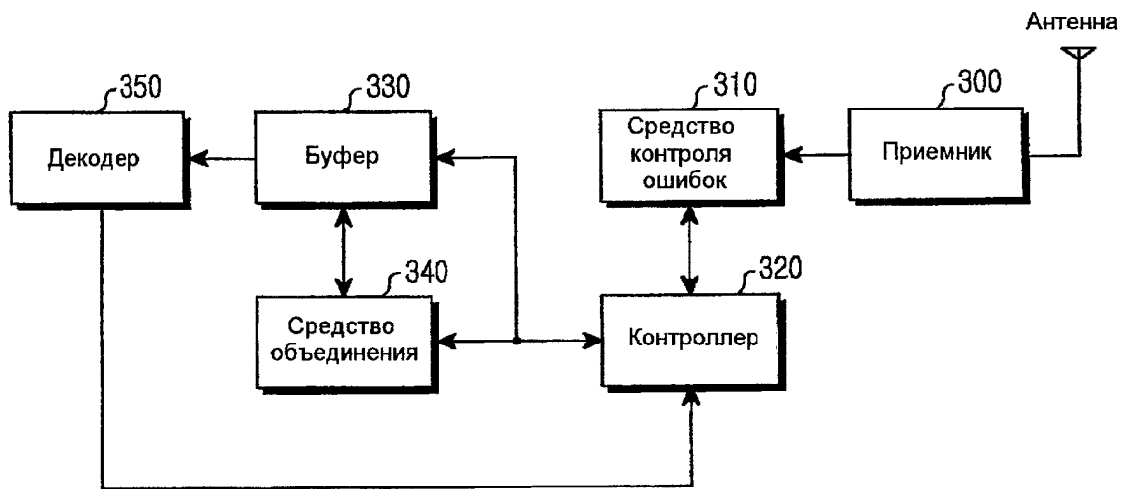 Антенна
350
330
310
300
Декодер
Буфер
Средство
контроля
ошибок
Приемник
340
320
Средство
объединения
Контроллер